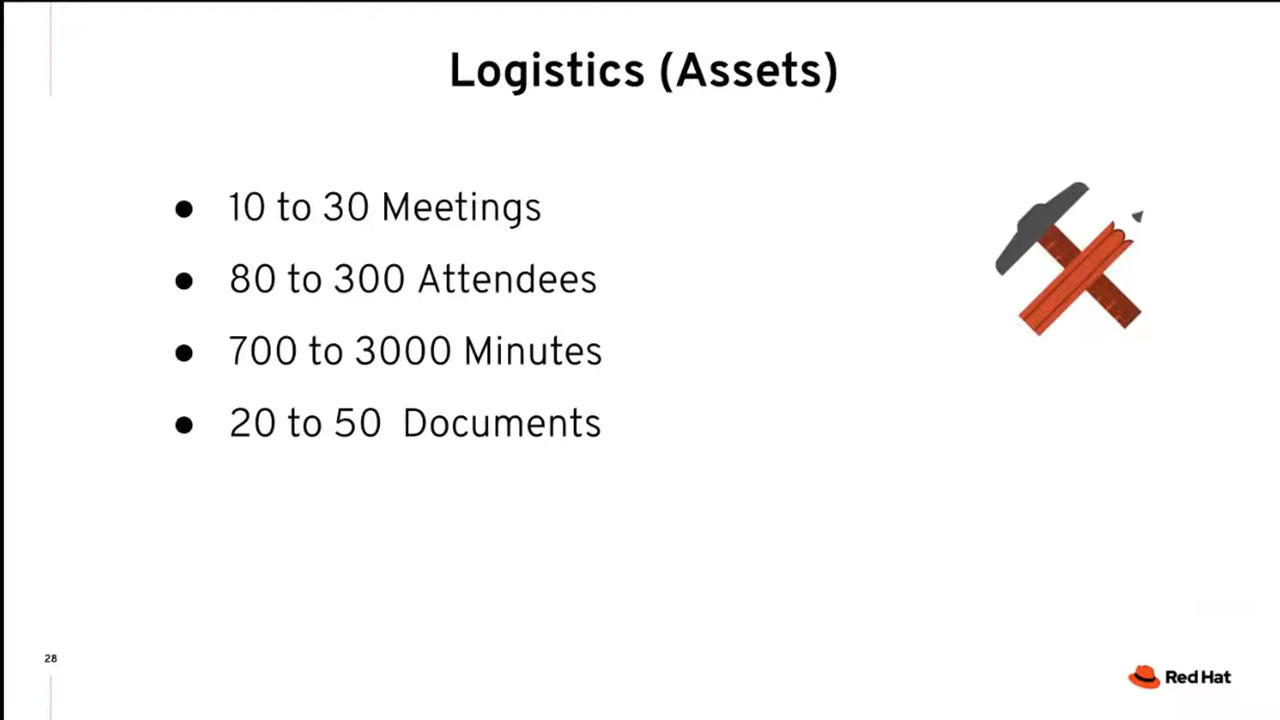 Logistics (Assets)
● 10 to 30 Meetings
● 80 to 300 Attendees
● 700 to 3000 Minutes
● 20 to 50  Documents
28
Red Hat